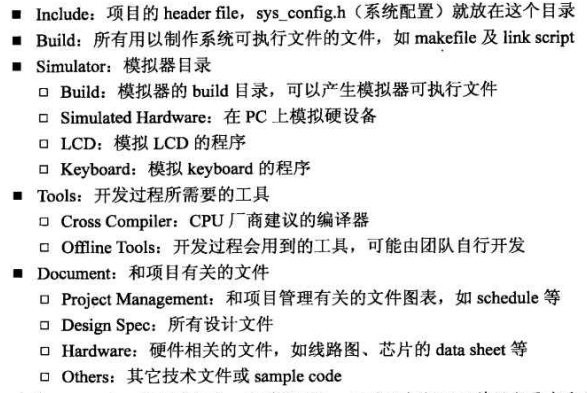 ■ Include：项目的 header file，sys_config.h（系统配置）就放在这个目录
■ Build：所有用以制作系统可执行文件的文件，如 makefile 及 link script
■ Simulator：模拟器目录
□ Build：模拟器的 build 目录，可以产生模拟器可执行文件
□ Simulated Hardware：在 PC 上模拟硬设备
□ LCD：模拟 LCD 的程序
□ Keyboard：模拟 keyboard 的程序
■ Tools：开发过程所需要的工具
□ Cross Compiler：CPU 厂商建议的编译器
□ Offline Tools：开发过程会用到的工具，可能由团队自行开发
■ Document：和项目有关的文件
□ Project Management：和项目管理有关的文件图表，如 schedule 等
□ Design Spec：所有设计文件
□ Hardware：硬件相关的文件，如线路图、芯片的 data sheet 等
□ Others：其它技术文件或 sample code